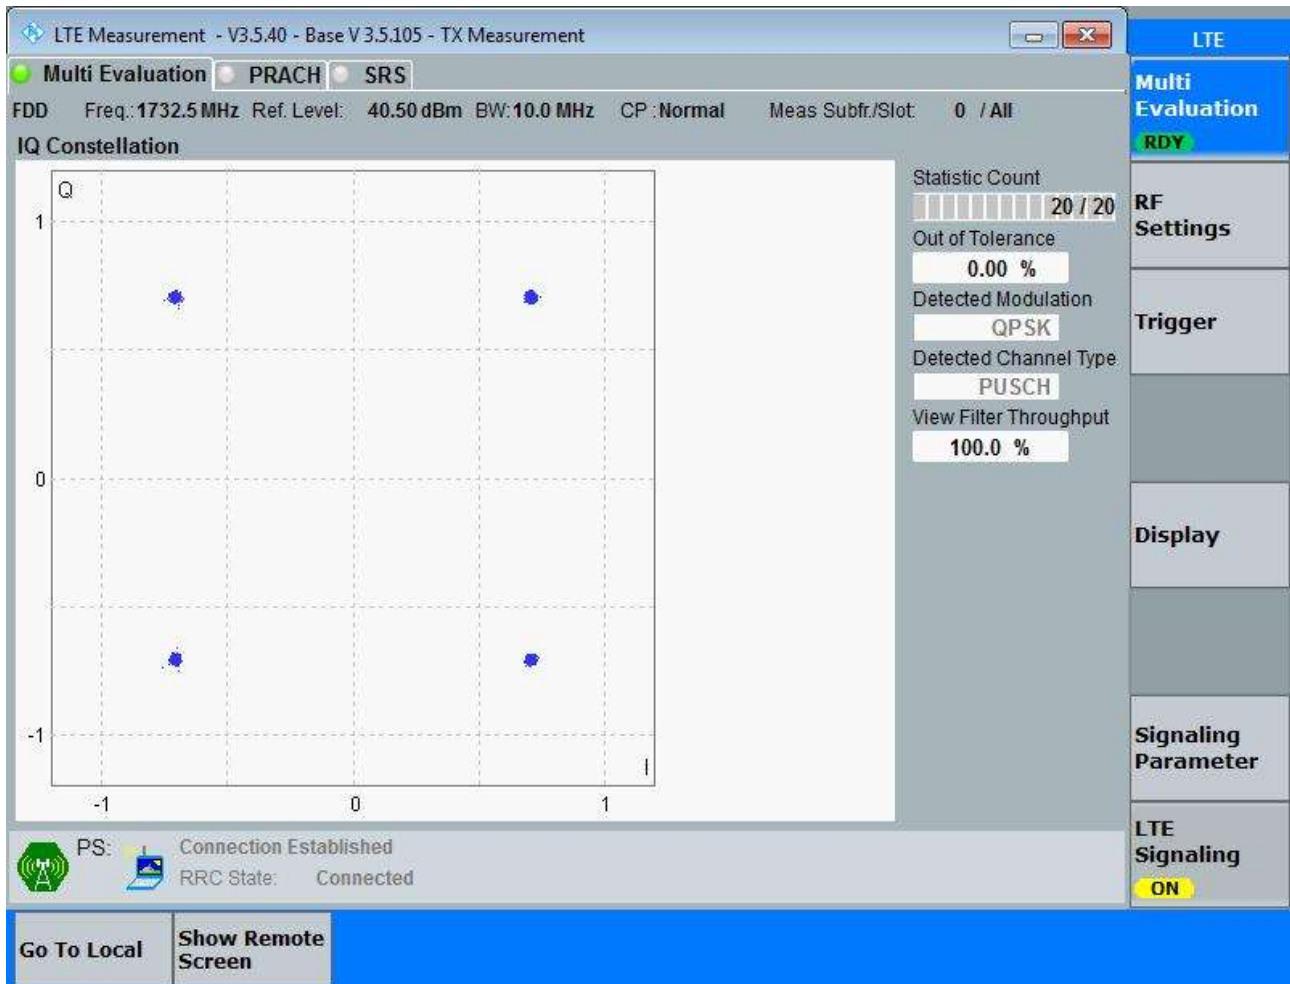 LTE Measurement - V3.5.40 - Base V 3.5.105 - TX Measurement
LTE
Multi Evaluation PRACH SRS
FDD Freq.: 1732.5 MHz Ref. Level: 40.50 dBm BW: 10.0 MHz CP : Normal Meas Subfr./Slot: 0 / All
IQ Constellation
Q
1
0
-1
I
-1 0 1
Statistic Count
20 / 20
Out of Tolerance
0.00 %
Detected Modulation
QPSK
Detected Channel Type
PUSCH
View Filter Throughput
100.0 %
Multi
Evaluation
RDY
RF
Settings
Trigger
Display
Signaling
Parameter
LTE
Signaling
ON
PS: Connection Established
RRC State: Connected
Go To Local
Show Remote
Screen